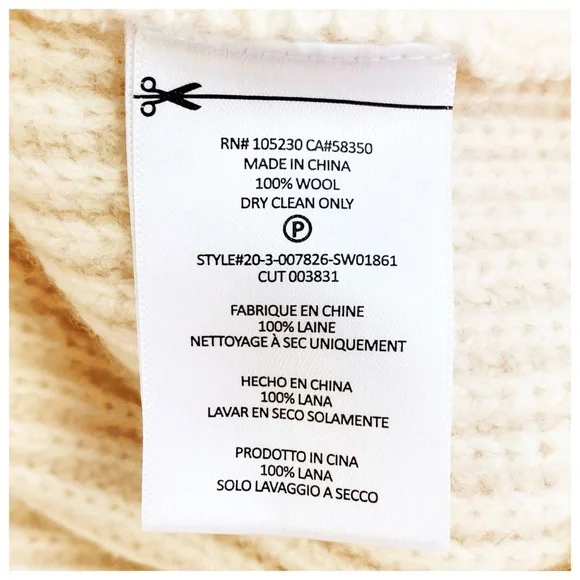 RN# 105230 CA#58350
MADE IN CHINA
100% WOOL
DRY CLEAN ONLY
P
STYLE#20-3-007826-SW01861
CUT 003831
FABRIQUE EN CHINE
100% LAINE
NETTOYAGE À SEC UNIQUEMENT
HECHO EN CHINA
100% LANA
LAVAR EN SECO SOLAMENTE
PRODOTTO IN CINA
100% LANA
SOLO LAVAGGIO A SECCO